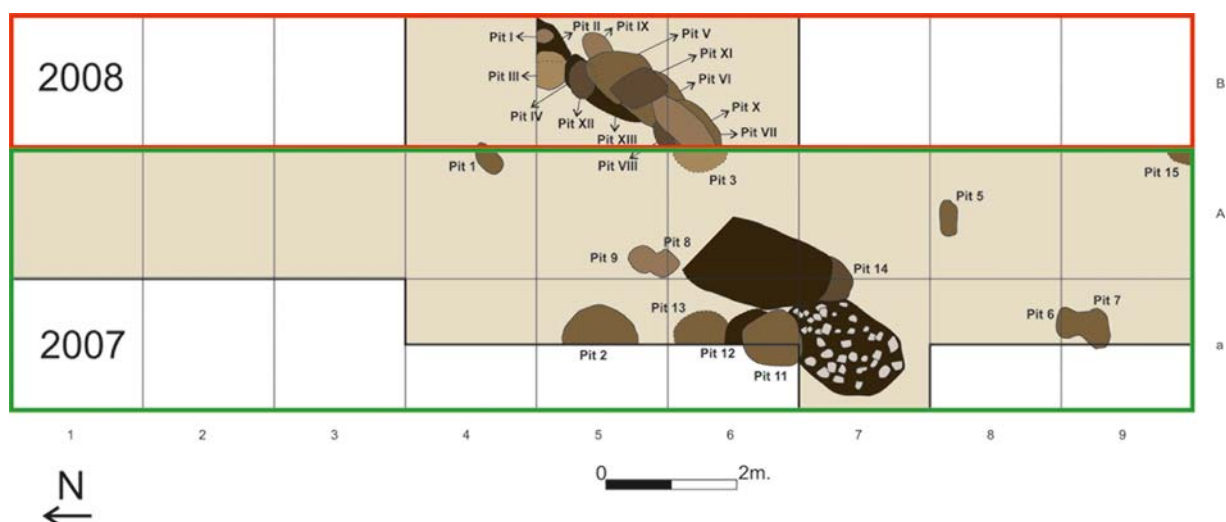 2008
Pit I
Pit II
Pit IX
Pit V
Pit XI
Pit III
Pit VI
Pit IV
Pit X
Pit XII
Pit XIII
Pit VII
Pit VIII
B
Pit 1
Pit 3
Pit 15
Pit 5
A
Pit 9
Pit 8
Pit 14
2007
Pit 13
Pit 6
Pit 7
Pit 2
Pit 12
Pit 11
a
1 2 3 4 5 6 7 8 9
N
0 2m.